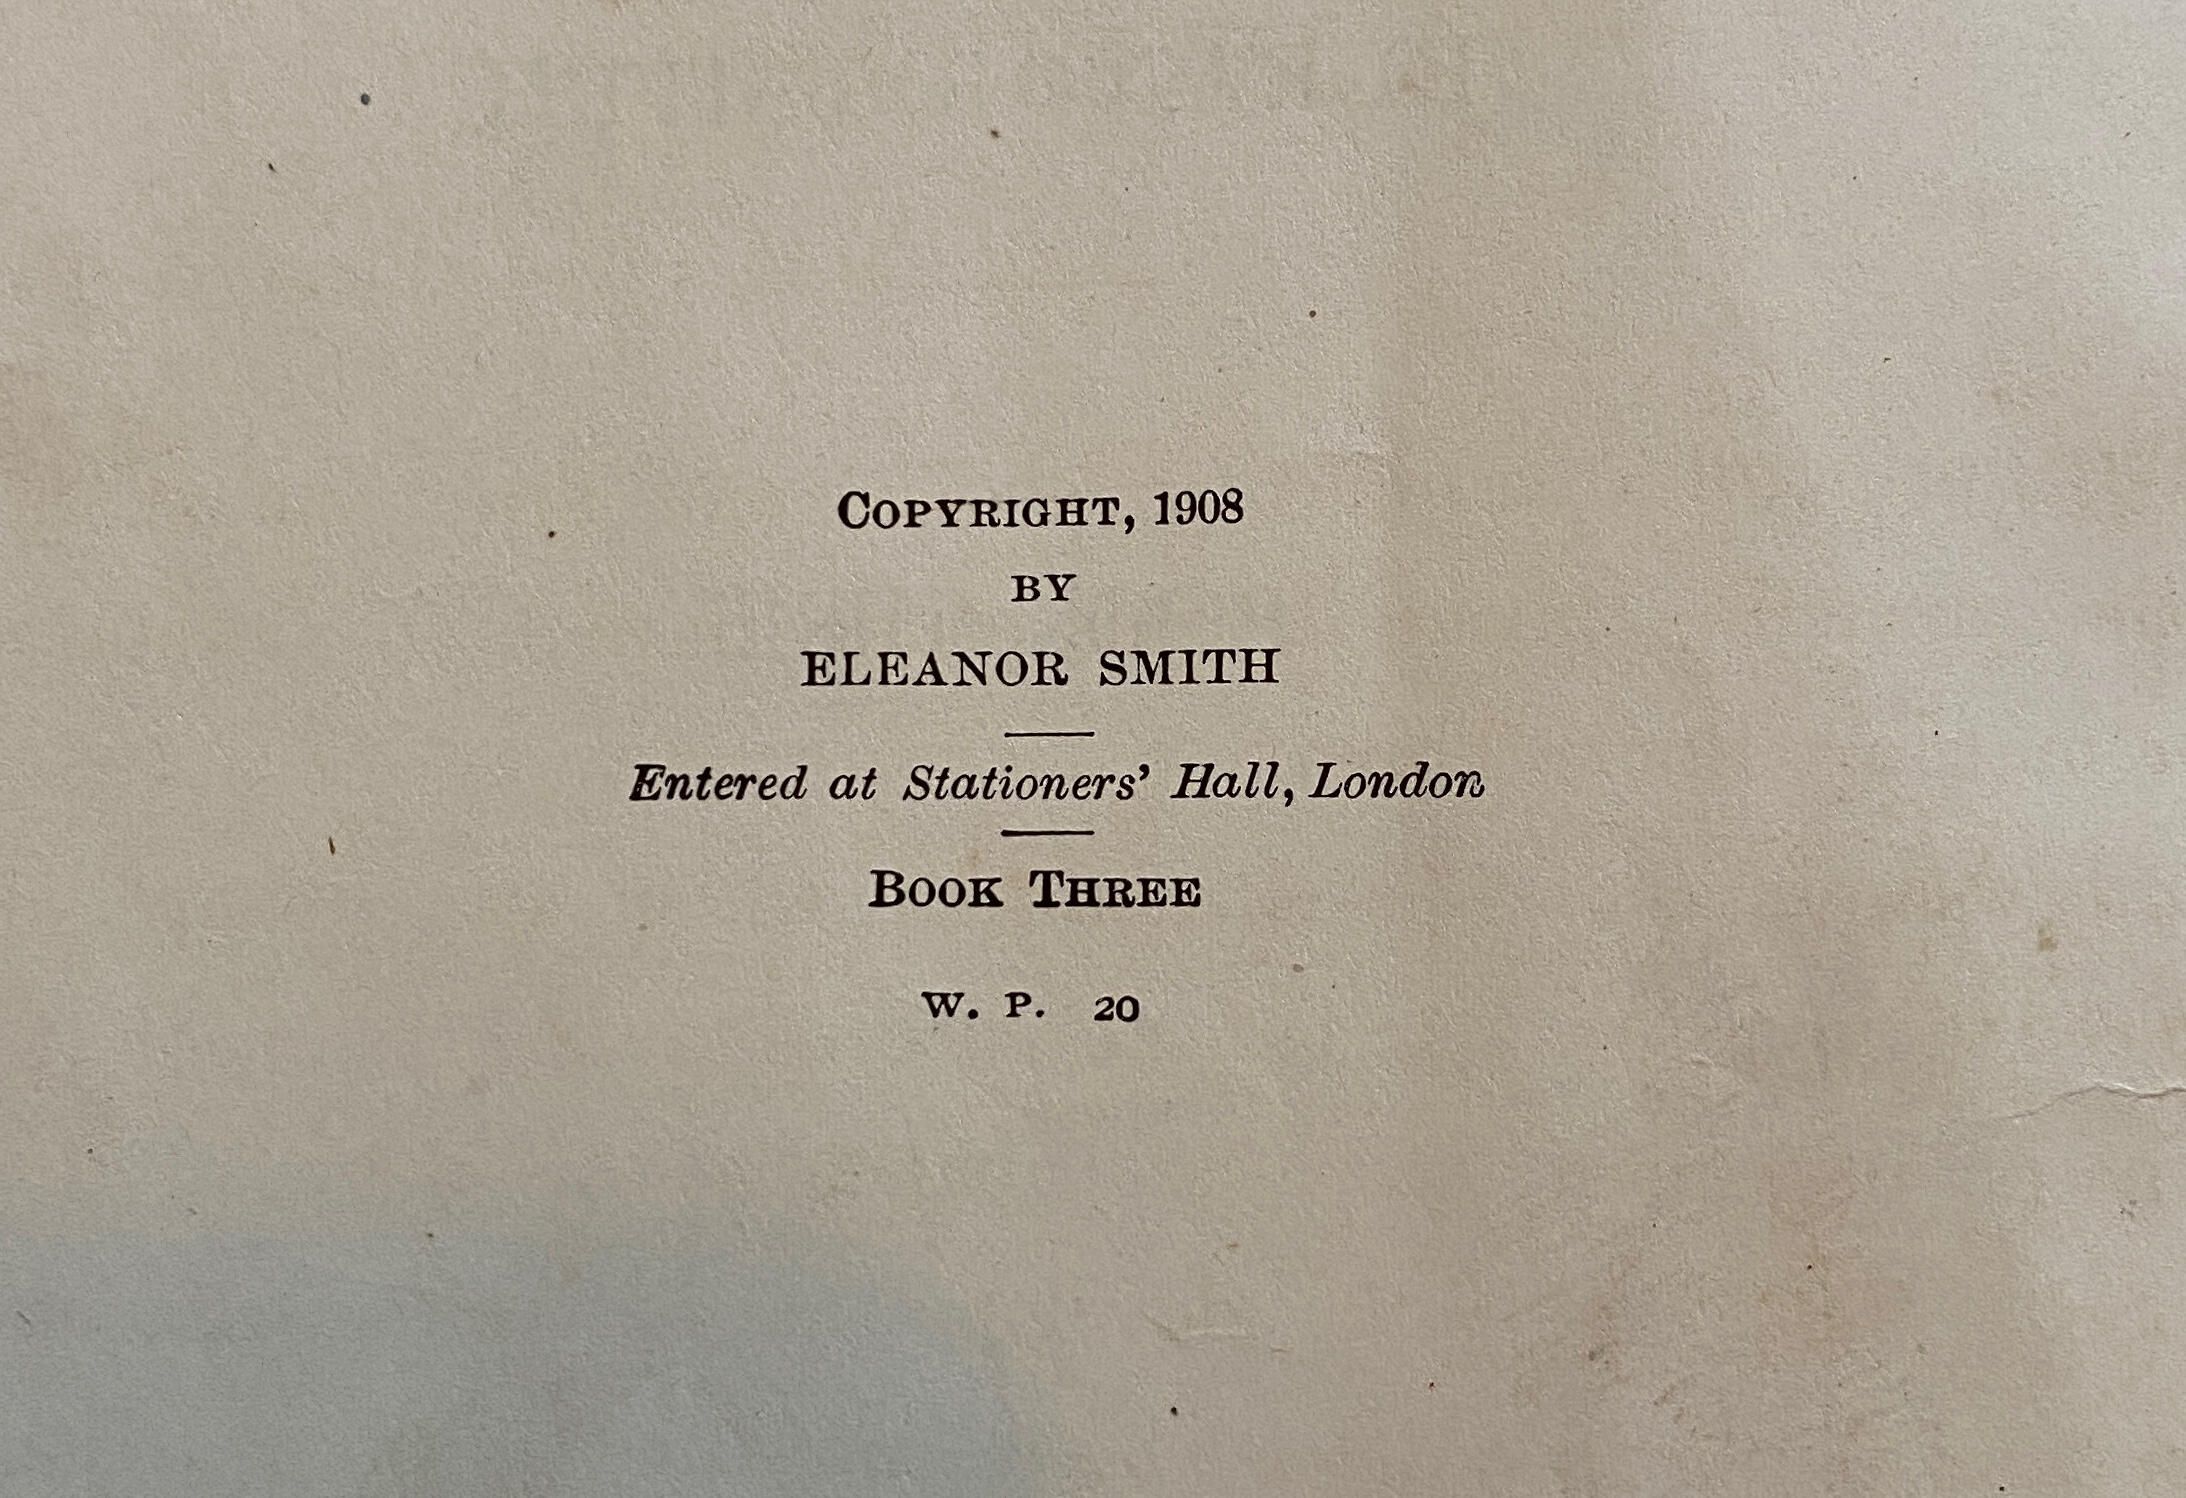 Copyright, 1908
BY
ELEANOR SMITH
Entered at Stationers' Hall, London
Book Three
W. P. 20